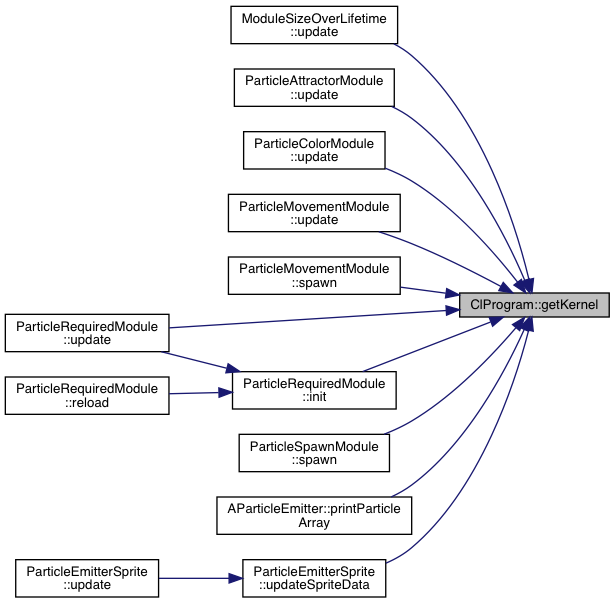 ModuleSizeOverLifetime
::update
ParticleAttractorModule
::update
ParticleColorModule
::update
ParticleMovementModule
::update
ParticleMovementModule
::spawn
ClProgram::getKernel
ParticleRequiredModule
::update
ParticleRequiredModule
::reload
ParticleRequiredModule
::init
ParticleSpawnModule
::spawn
AParticleEmitter::printParticle
Array
ParticleEmitterSprite
::update
ParticleEmitterSprite
::updateSpriteData